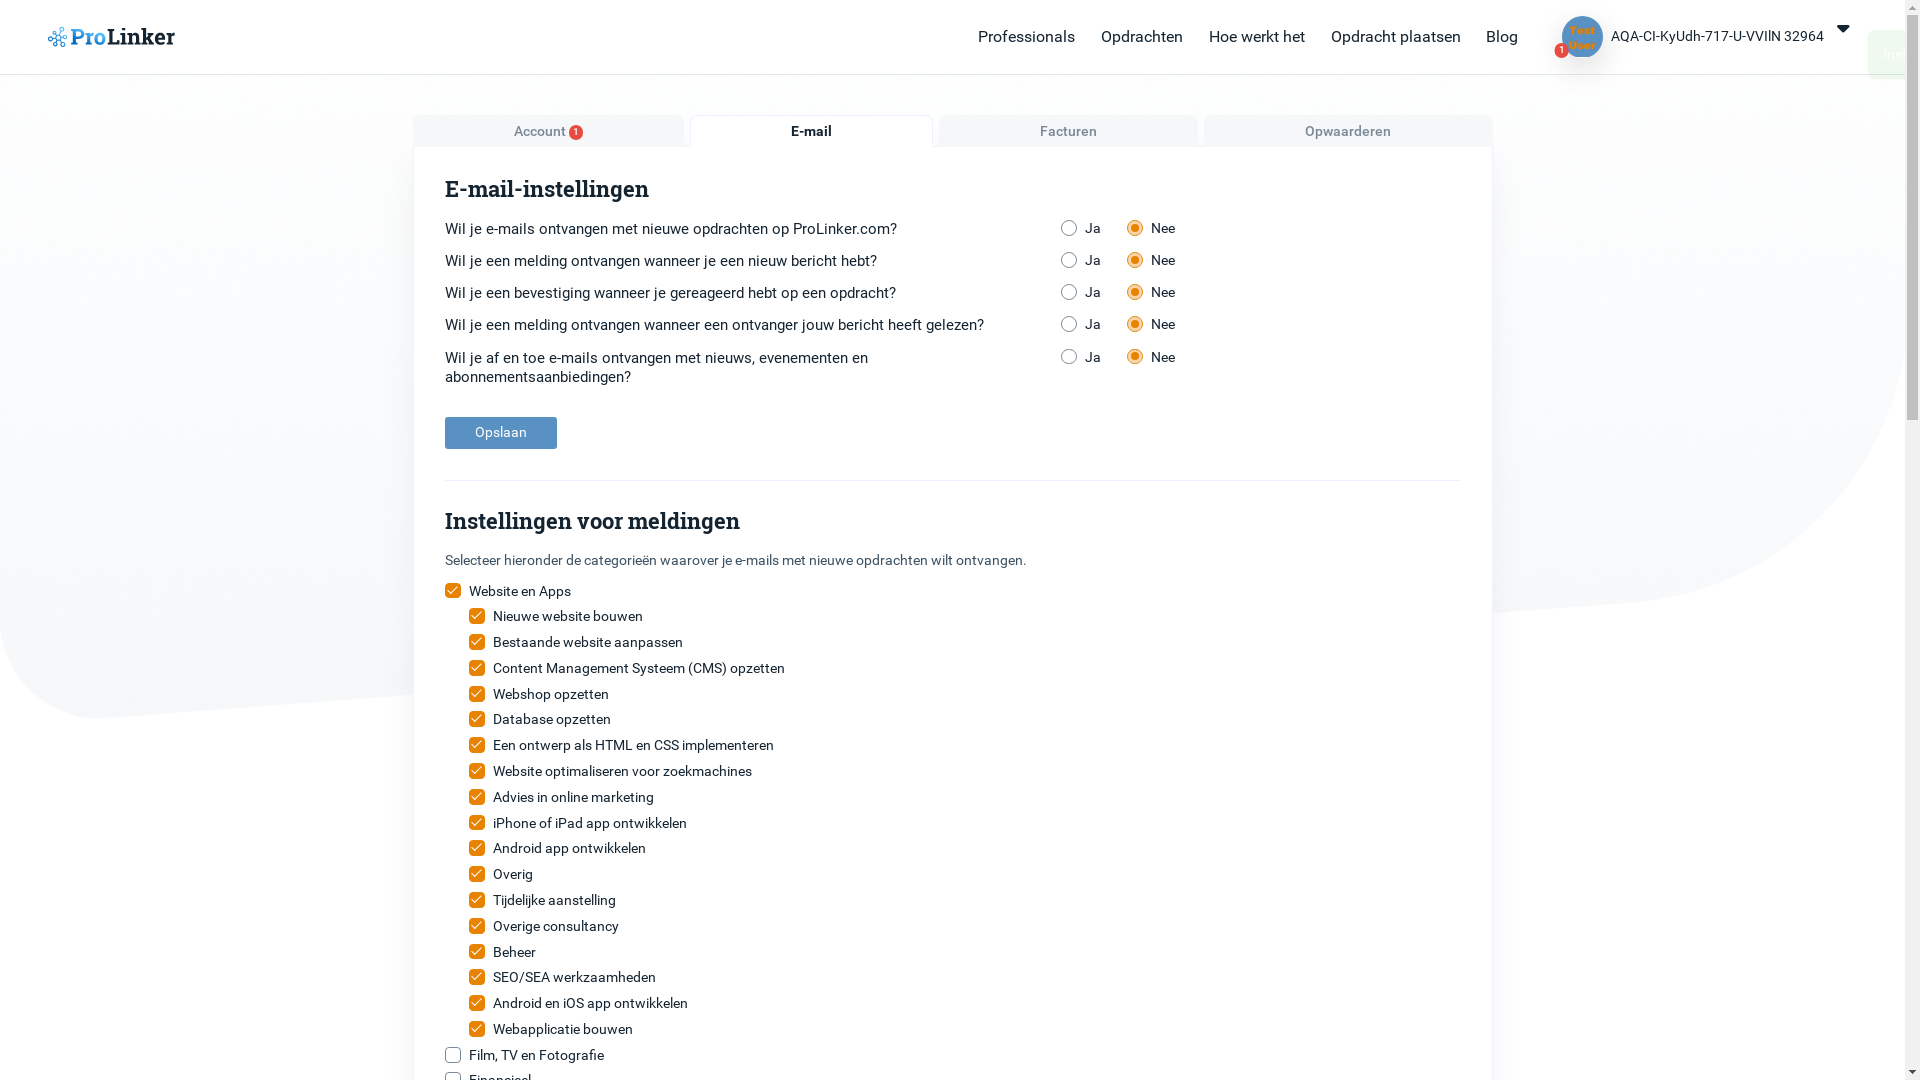 ProLinker
Professionals Opdrachten Hoe werkt het Opdracht plaatsen Blog
Test
User
1
AQA-CI-KyUdh-717-U-VVIlN 32964
Account 1 E-mail Facturen Opwaarderen
E-mail-instellingen
Wil je e-mails ontvangen met nieuwe opdrachten op ProLinker.com? Ja Nee
Wil je een melding ontvangen wanneer je een nieuw bericht hebt? Ja Nee
Wil je een bevestiging wanneer je gereageerd hebt op een opdracht? Ja Nee
Wil je een melding ontvangen wanneer een ontvanger jouw bericht heeft gelezen? Ja Nee
Wil je af en toe e-mails ontvangen met nieuws, evenementen en Ja Nee
abonnementsaanbiedingen?
Opslaan
Instellingen voor meldingen
Selecteer hieronder de categorieën waarover je e-mails met nieuwe opdrachten wilt ontvangen.
Website en Apps
Nieuwe website bouwen
Bestaande website aanpassen
Content Management Systeem (CMS) opzetten
Webshop opzetten
Database opzetten
Een ontwerp als HTML en CSS implementeren
Website optimaliseren voor zoekmachines
Advies in online marketing
iPhone of iPad app ontwikkelen
Android app ontwikkelen
Overig
Tijdelijke aanstelling
Overige consultancy
Beheer
SEO/SEA werkzaamheden
Android en iOS app ontwikkelen
Webapplicatie bouwen
Film, TV en Fotografie
Financieel